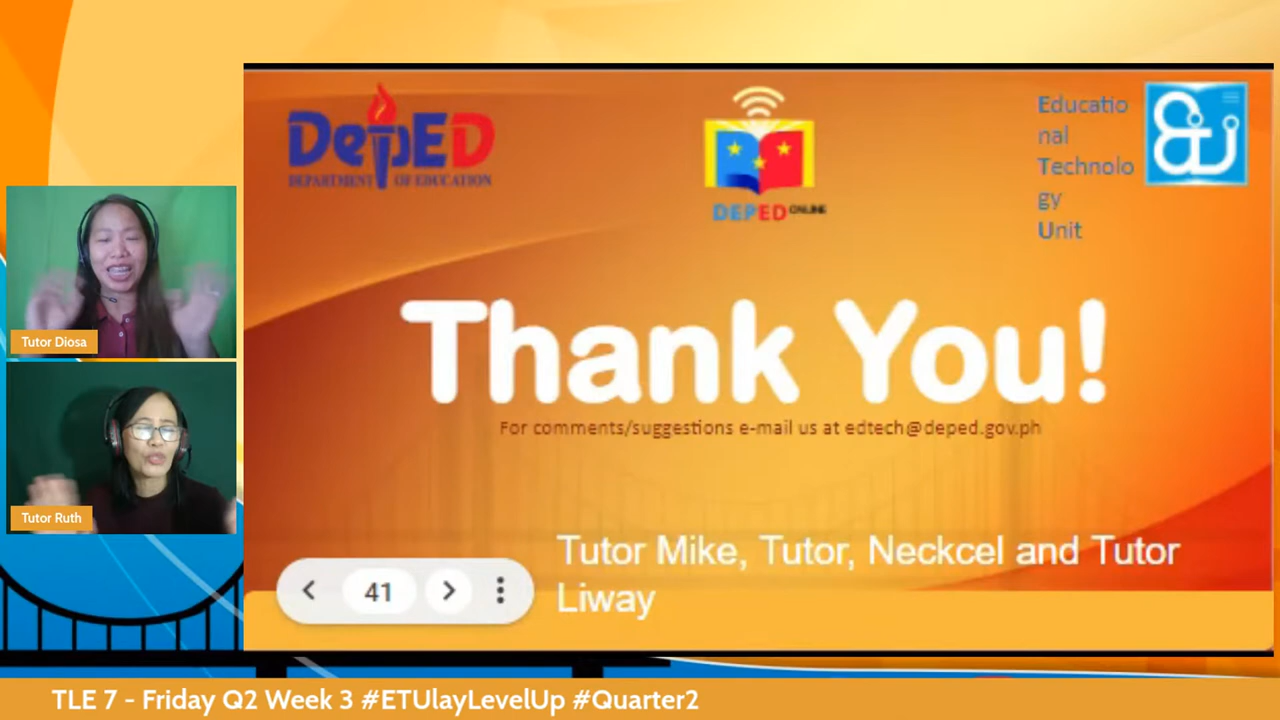 DepED
DEPARTMENT OF EDUCATION
DEPED ONLINE
Educatio
nal
Technolo
gy
Unit
Thank You!
For comments/suggestions e-mail us at edtech@deped.gov.ph
Tutor Diosa
Tutor Ruth
41
Tutor Mike, Tutor, Neckcel and Tutor
Liway
TLE 7 - Friday Q2 Week 3 #ETUlayLevelUp #Quarter2